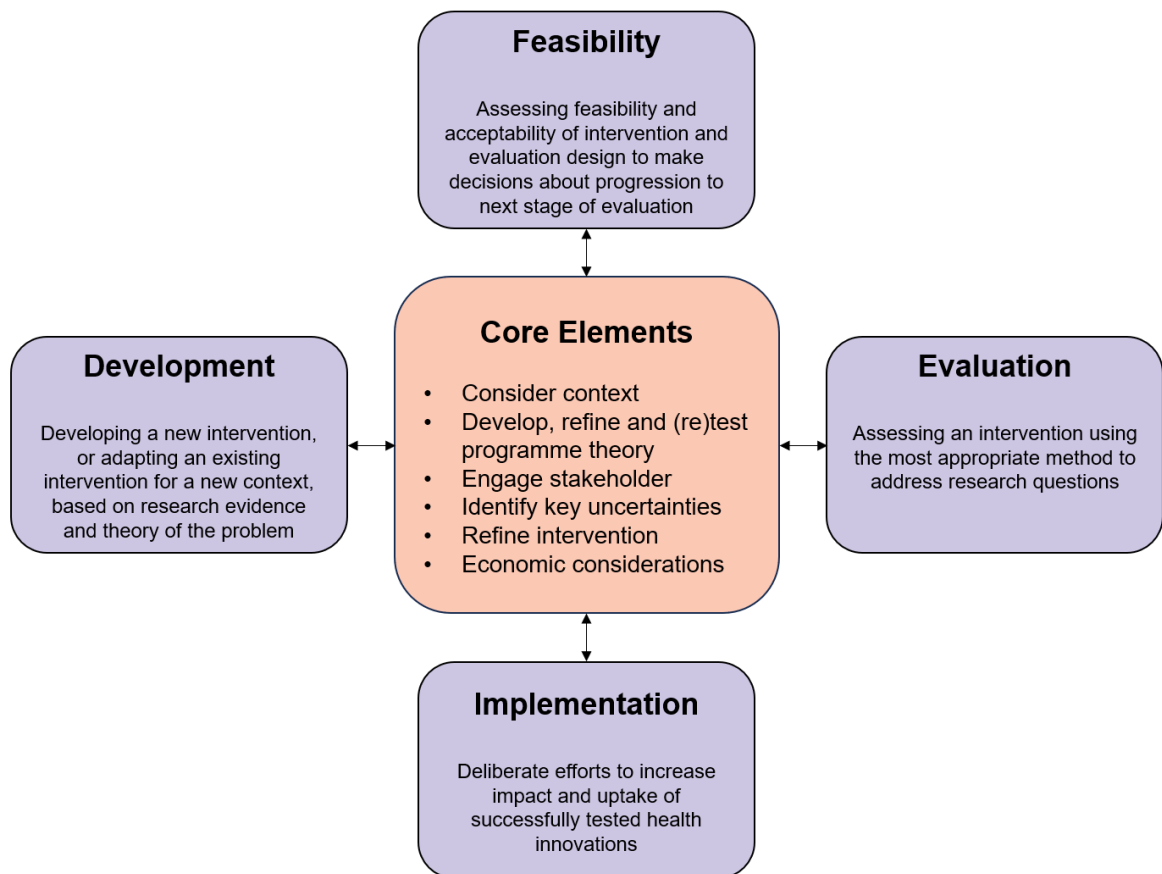 Feasibility
Assessing feasibility and
acceptability of intervention and
evaluation design to make
decisions about progression to
next stage of evaluation
Development
Developing a new intervention,
or adapting an existing
intervention for a new context,
based on research evidence
and theory of the problem
Core Elements
• Consider context
• Develop, refine and (re)test
programme theory
• Engage stakeholder
• Identify key uncertainties
• Refine intervention
• Economic considerations
Evaluation
Assessing an intervention using
the most appropriate method to
address research questions
Implementation
Deliberate efforts to increase
impact and uptake of
successfully tested health
innovations